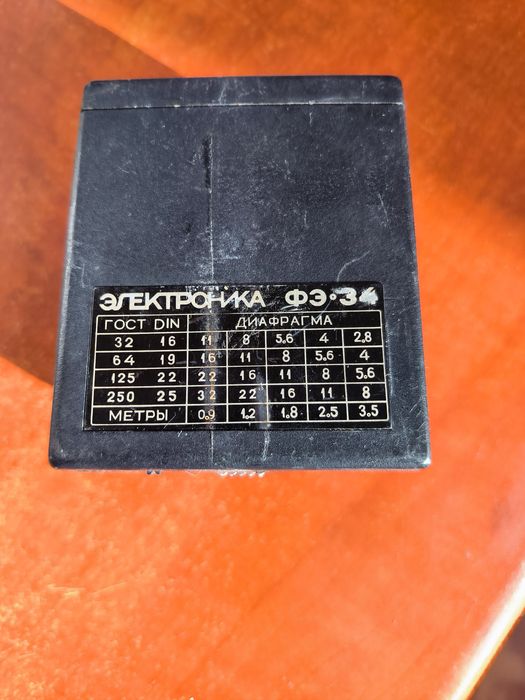 ЭЛЕКТРОНИКА ФЭ-34
ГОСТ DIN ДИАФРАГМА
32 16 11 8 5.6 4 2,8
64 19 16 11 8 5.6 4
125 22 22 16 11 8 5.6
250 25 32 22 16 11 8
МЕТРЫ 0.9 1.2 1.8 2.5 3.5